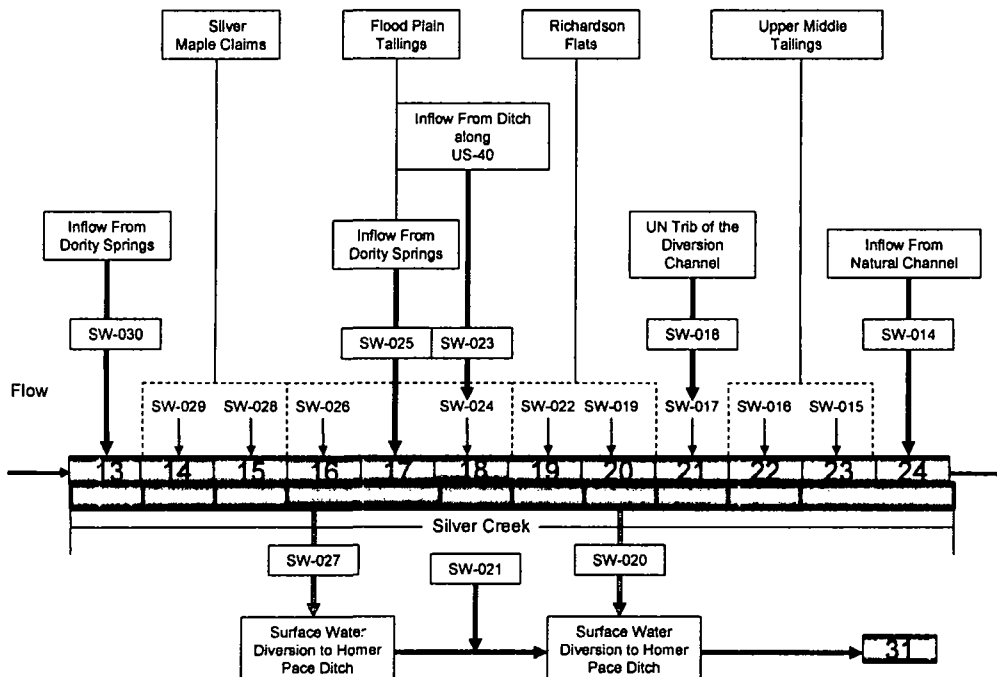 Silver
Maple Claims
Flood Plain
Tailings
Richardson
Flats
Upper Middle
Tailings
Inflow From Ditch
along
US-40
Inflow From
Dority Springs
Inflow From
Dority Springs
UN Trib of the
Diversion
Channel
Inflow From
Natural Channel
SW-030
SW-025
SW-023
SW-018
SW-014
Flow
SW-029
SW-028
SW-026
SW-024
SW-022
SW-019
SW-017
SW-016
SW-015
13
14
15
16
17
18
19
20
21
22
23
24
Silver Creek
SW-027
SW-021
SW-020
Surface Water
Diversion to Homer
Pace Ditch
Surface Water
Diversion to Homer
Pace Ditch
31